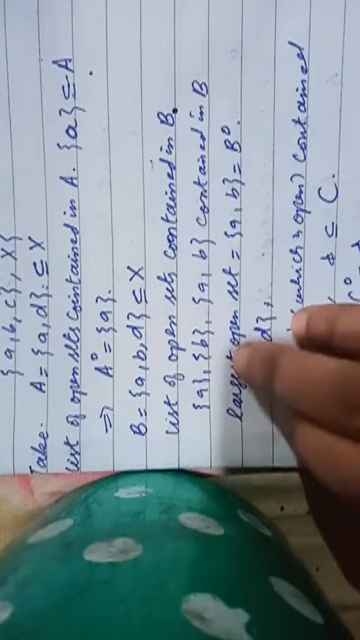 {a,b,c}, X}
Take. A = {a,d} ⊆ X
List of open sets contained in A. {a} ⊆ A
⇒ A° = {a}.
B = {a,b,d} ⊆ X
List of open sets contained in B.
{a}, {b}, {a,b} contained in B
largest open set = {a,b} = B°.
d},
(which is open) contained
ϕ ⊆ C.